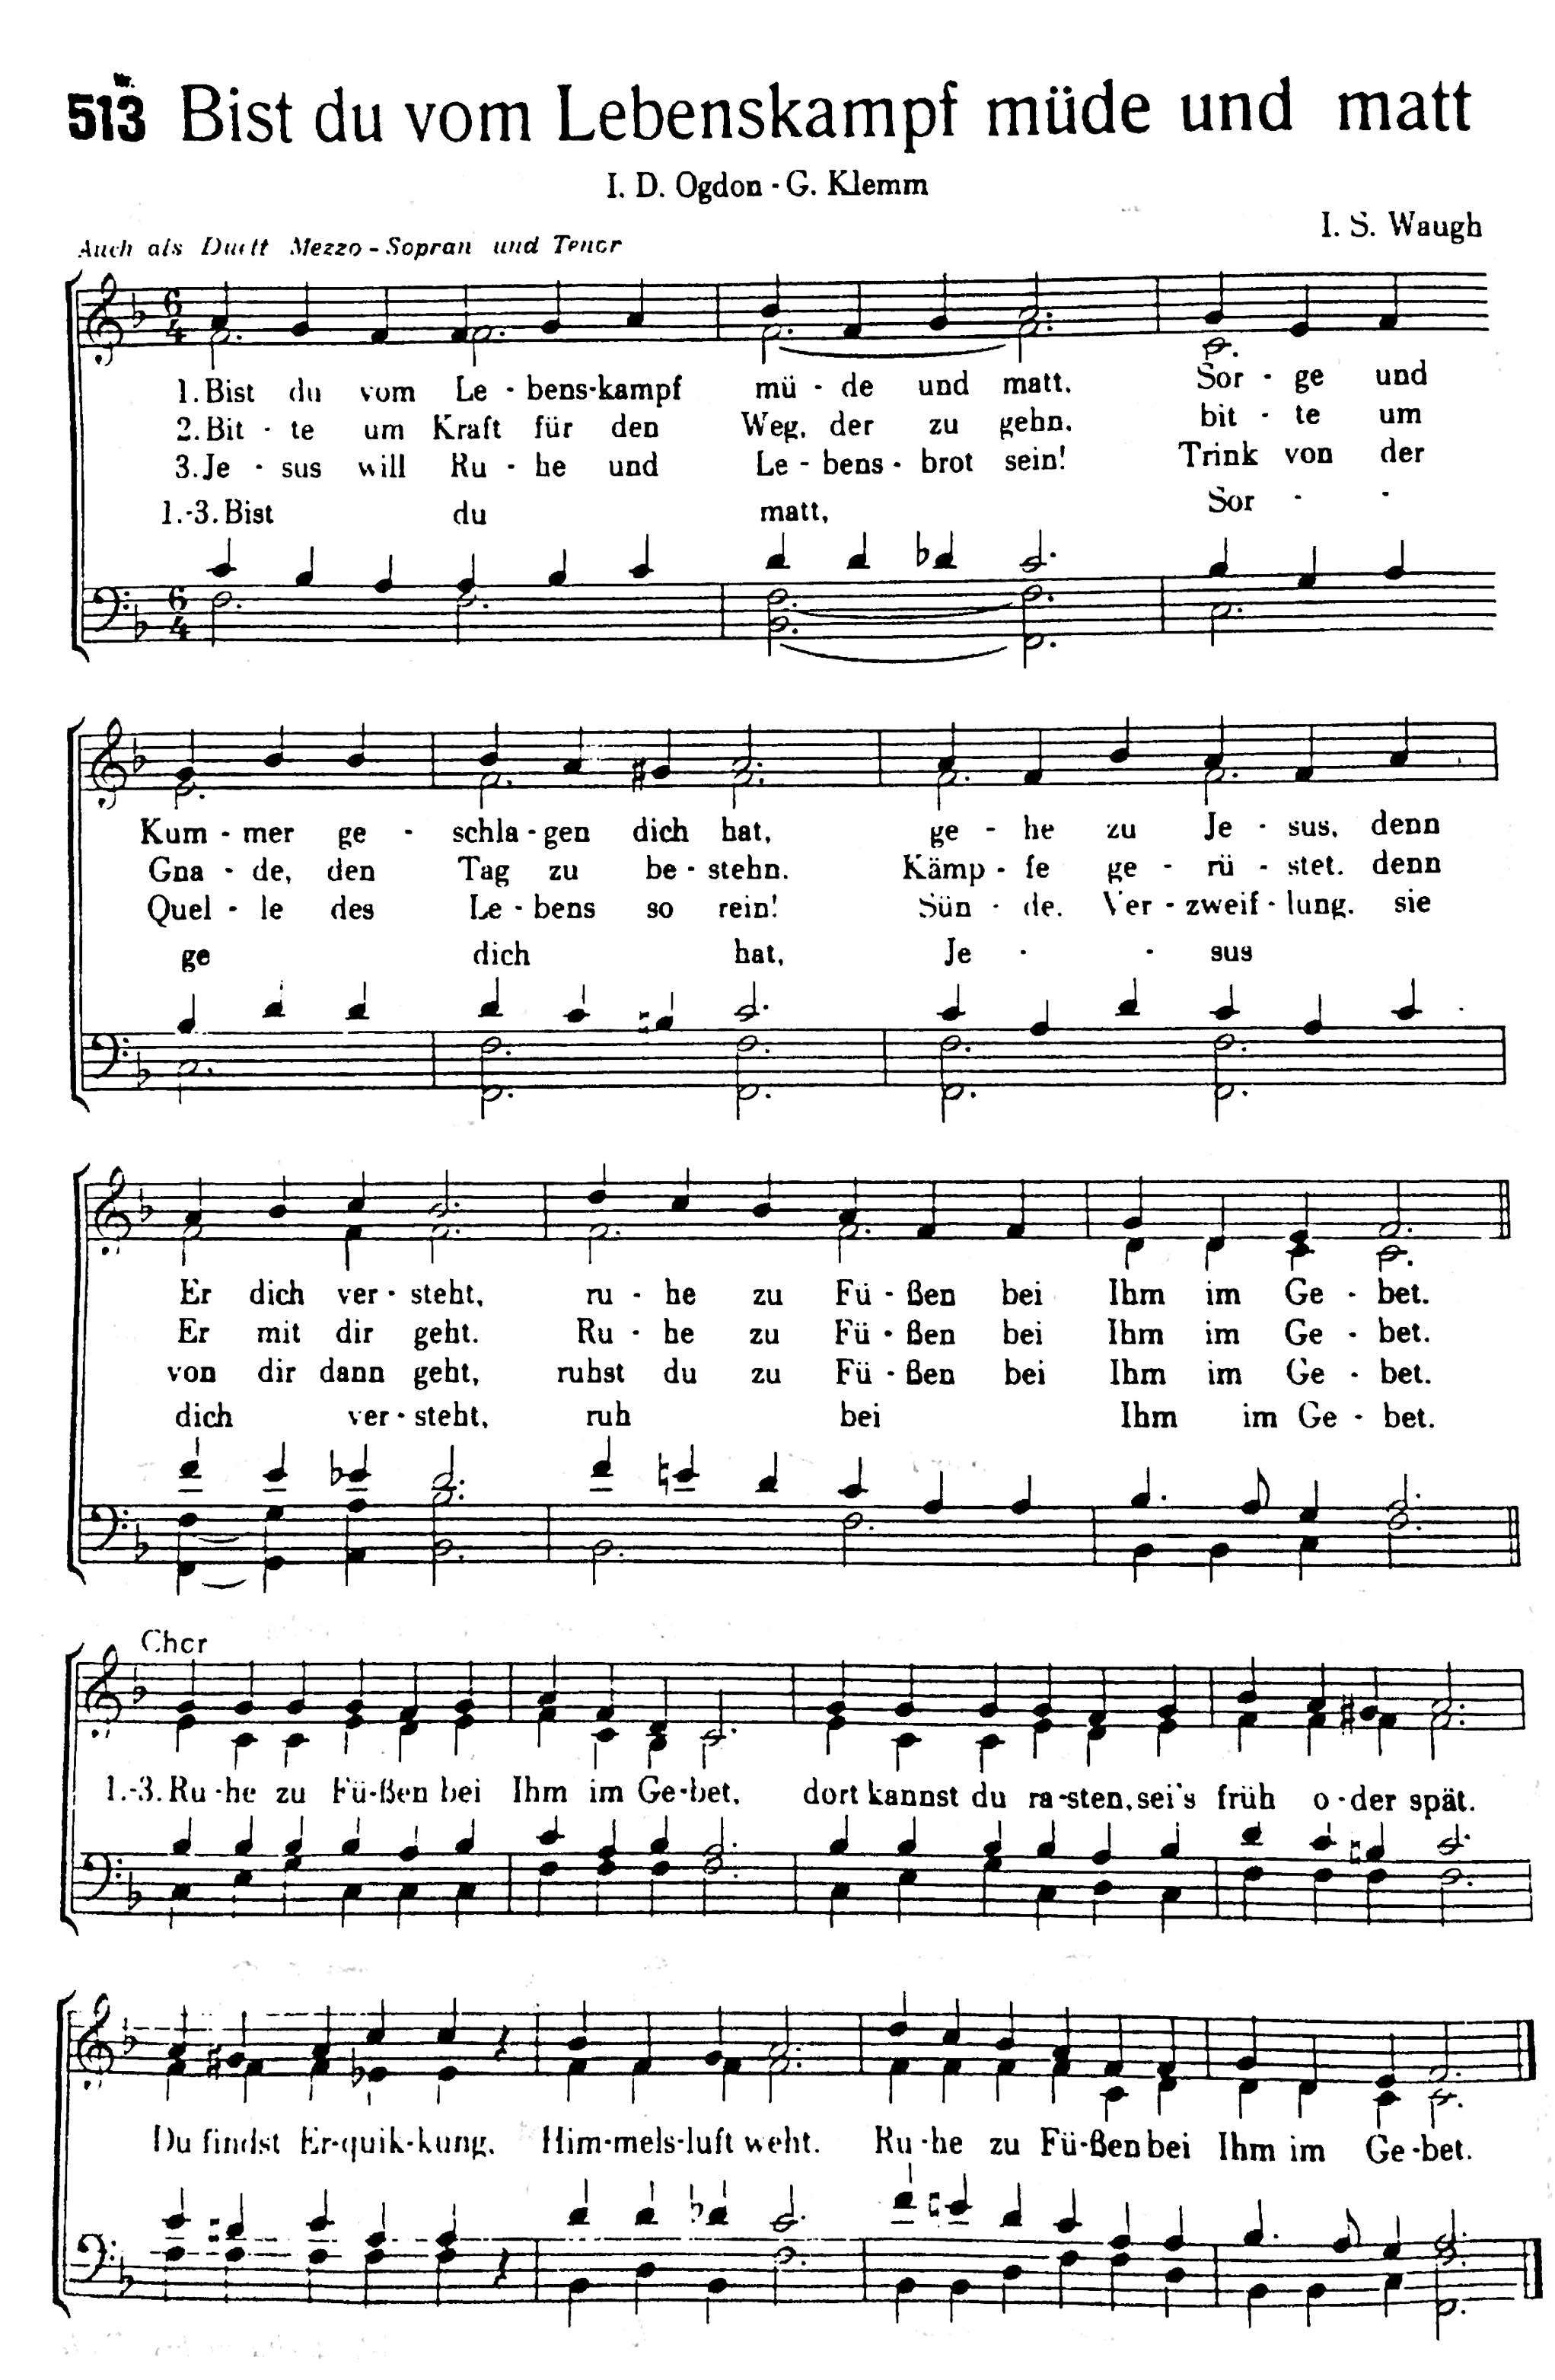 Nr.
513 Bist du vom Lebenskampf müde und matt
I. D. Ogdon - G. Klemm
I. S. Waugh
Auch als Duett Mezzo-Sopran und Tenor
1. Bist du vom Le - bens-kampf mü - de und matt. Sor - ge und
2. Bit - te um Kraft für den Weg, der zu gehn. bit - te um
3. Je - sus will Ru - he und Le - bens - brot sein! Trink von der
1.-3. Bist du matt, Sor - -
Kum - mer ge - schla - gen dich hat, ge - he zu Je - sus, denn
Gna - de, den Tag zu be - stehn. Kämp - fe ge - rü - stet. denn
Quel - le des Le - bens so rein! Sün - de. Ver - zweif - lung. sie
ge dich hat, Je - - sus
Er dich ver - steht, ru - he zu Fü - ßen bei Ihm im Ge - bet.
Er mit dir geht. Ru - he zu Fü - ßen bei Ihm im Ge - bet.
von dir dann geht, ruhst du zu Fü - ßen bei Ihm im Ge - bet.
dich ver - steht, ruh bei Ihm im Ge - bet.
Chor
1.-3. Ru - he zu Fü-ßen bei Ihm im Ge-bet, dort kannst du ra-sten, sei's früh o - der spät.
Du findst Er-quik-kung. Him-mels-luft weht. Ru - he zu Fü-ßen bei Ihm im Ge -bet.